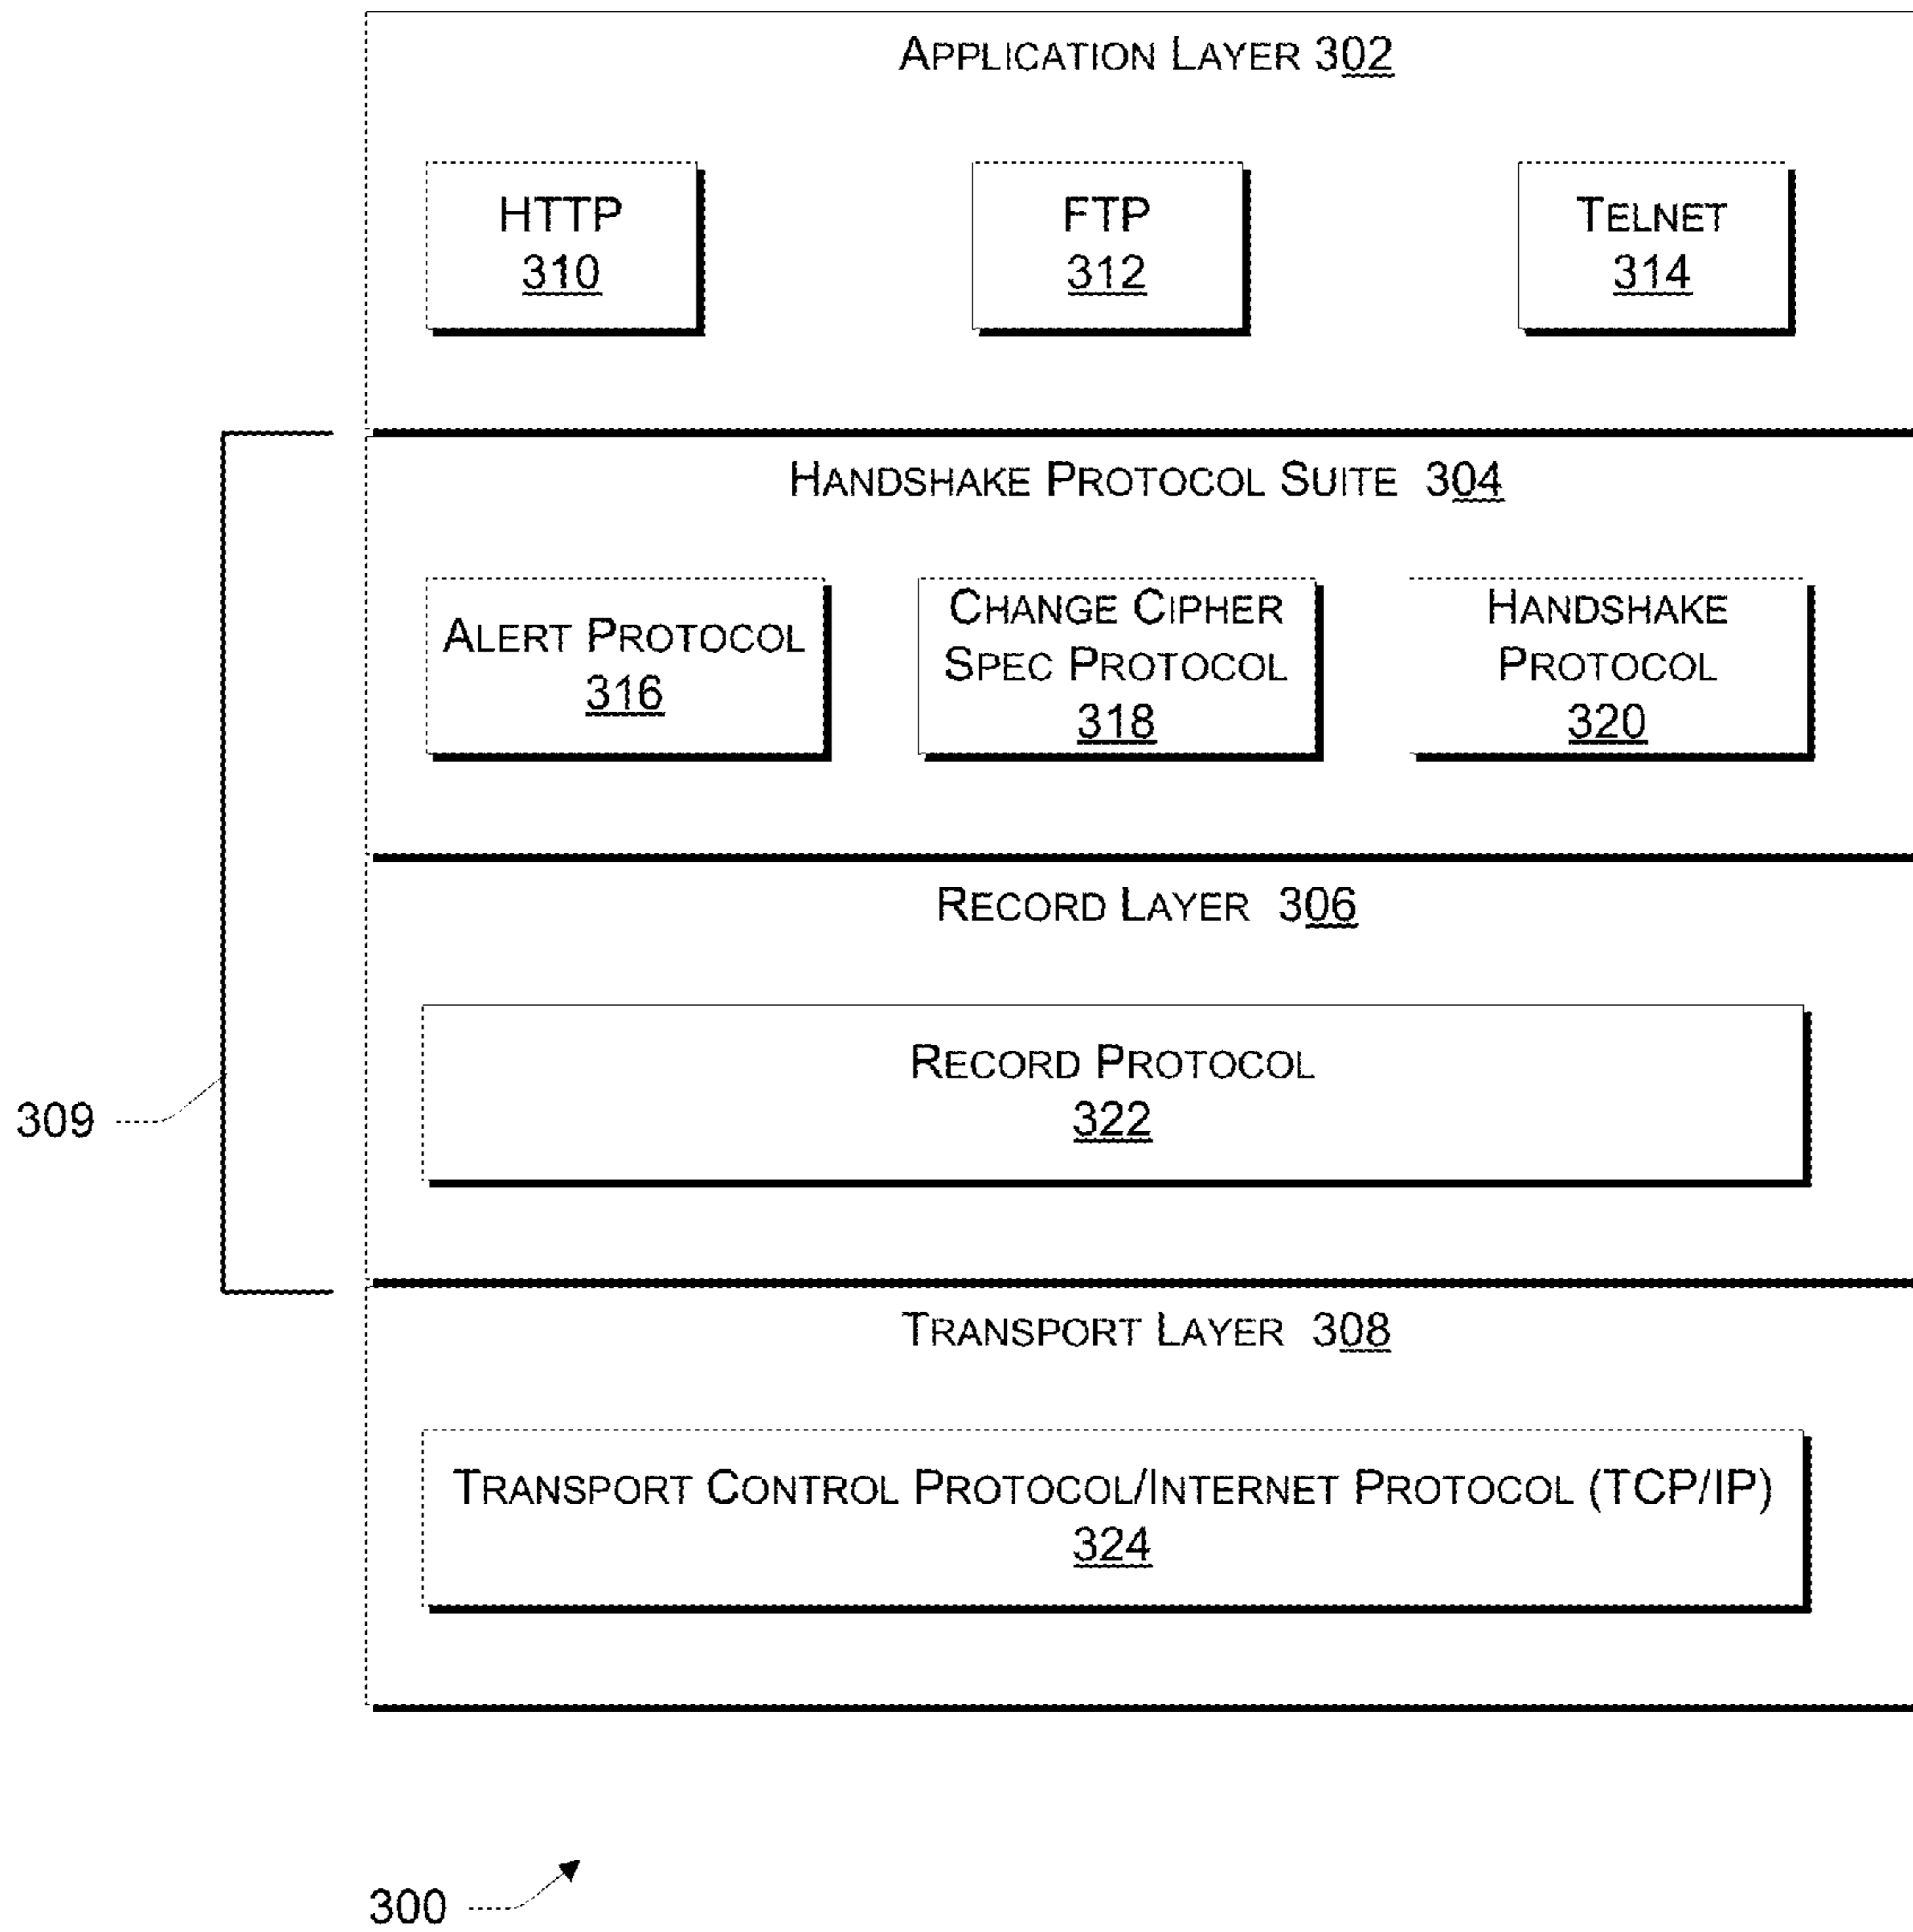 APPLICATION LAYER 302
HTTP
310
FTP
312
TELNET
314
HANDSHAKE PROTOCOL SUITE 304
ALERT PROTOCOL
316
CHANGE CIPHER
SPEC PROTOCOL
318
HANDSHAKE
PROTOCOL
320
RECORD LAYER 306
RECORD PROTOCOL
322
309
TRANSPORT LAYER 308
TRANSPORT CONTROL PROTOCOL/INTERNET PROTOCOL (TCP/IP)
324
300